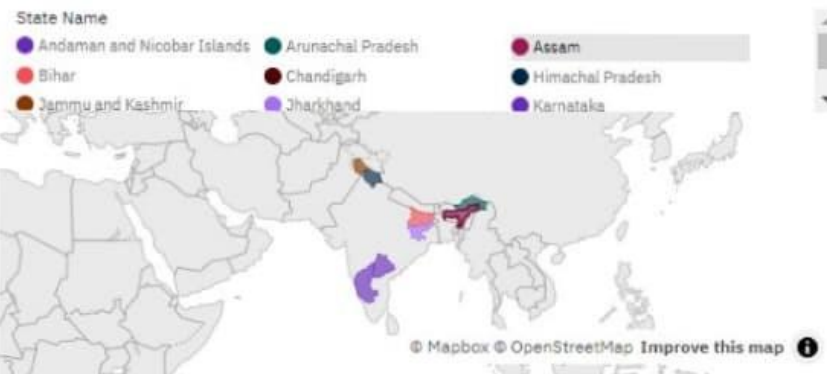 State Name
Andaman and Nicobar Islands Arunachal Pradesh Assam
Bihar Chandigarh Himachal Pradesh
Jammu and Kashmir Jharkhand Karnataka
© Mapbox © OpenStreetMap Improve this map